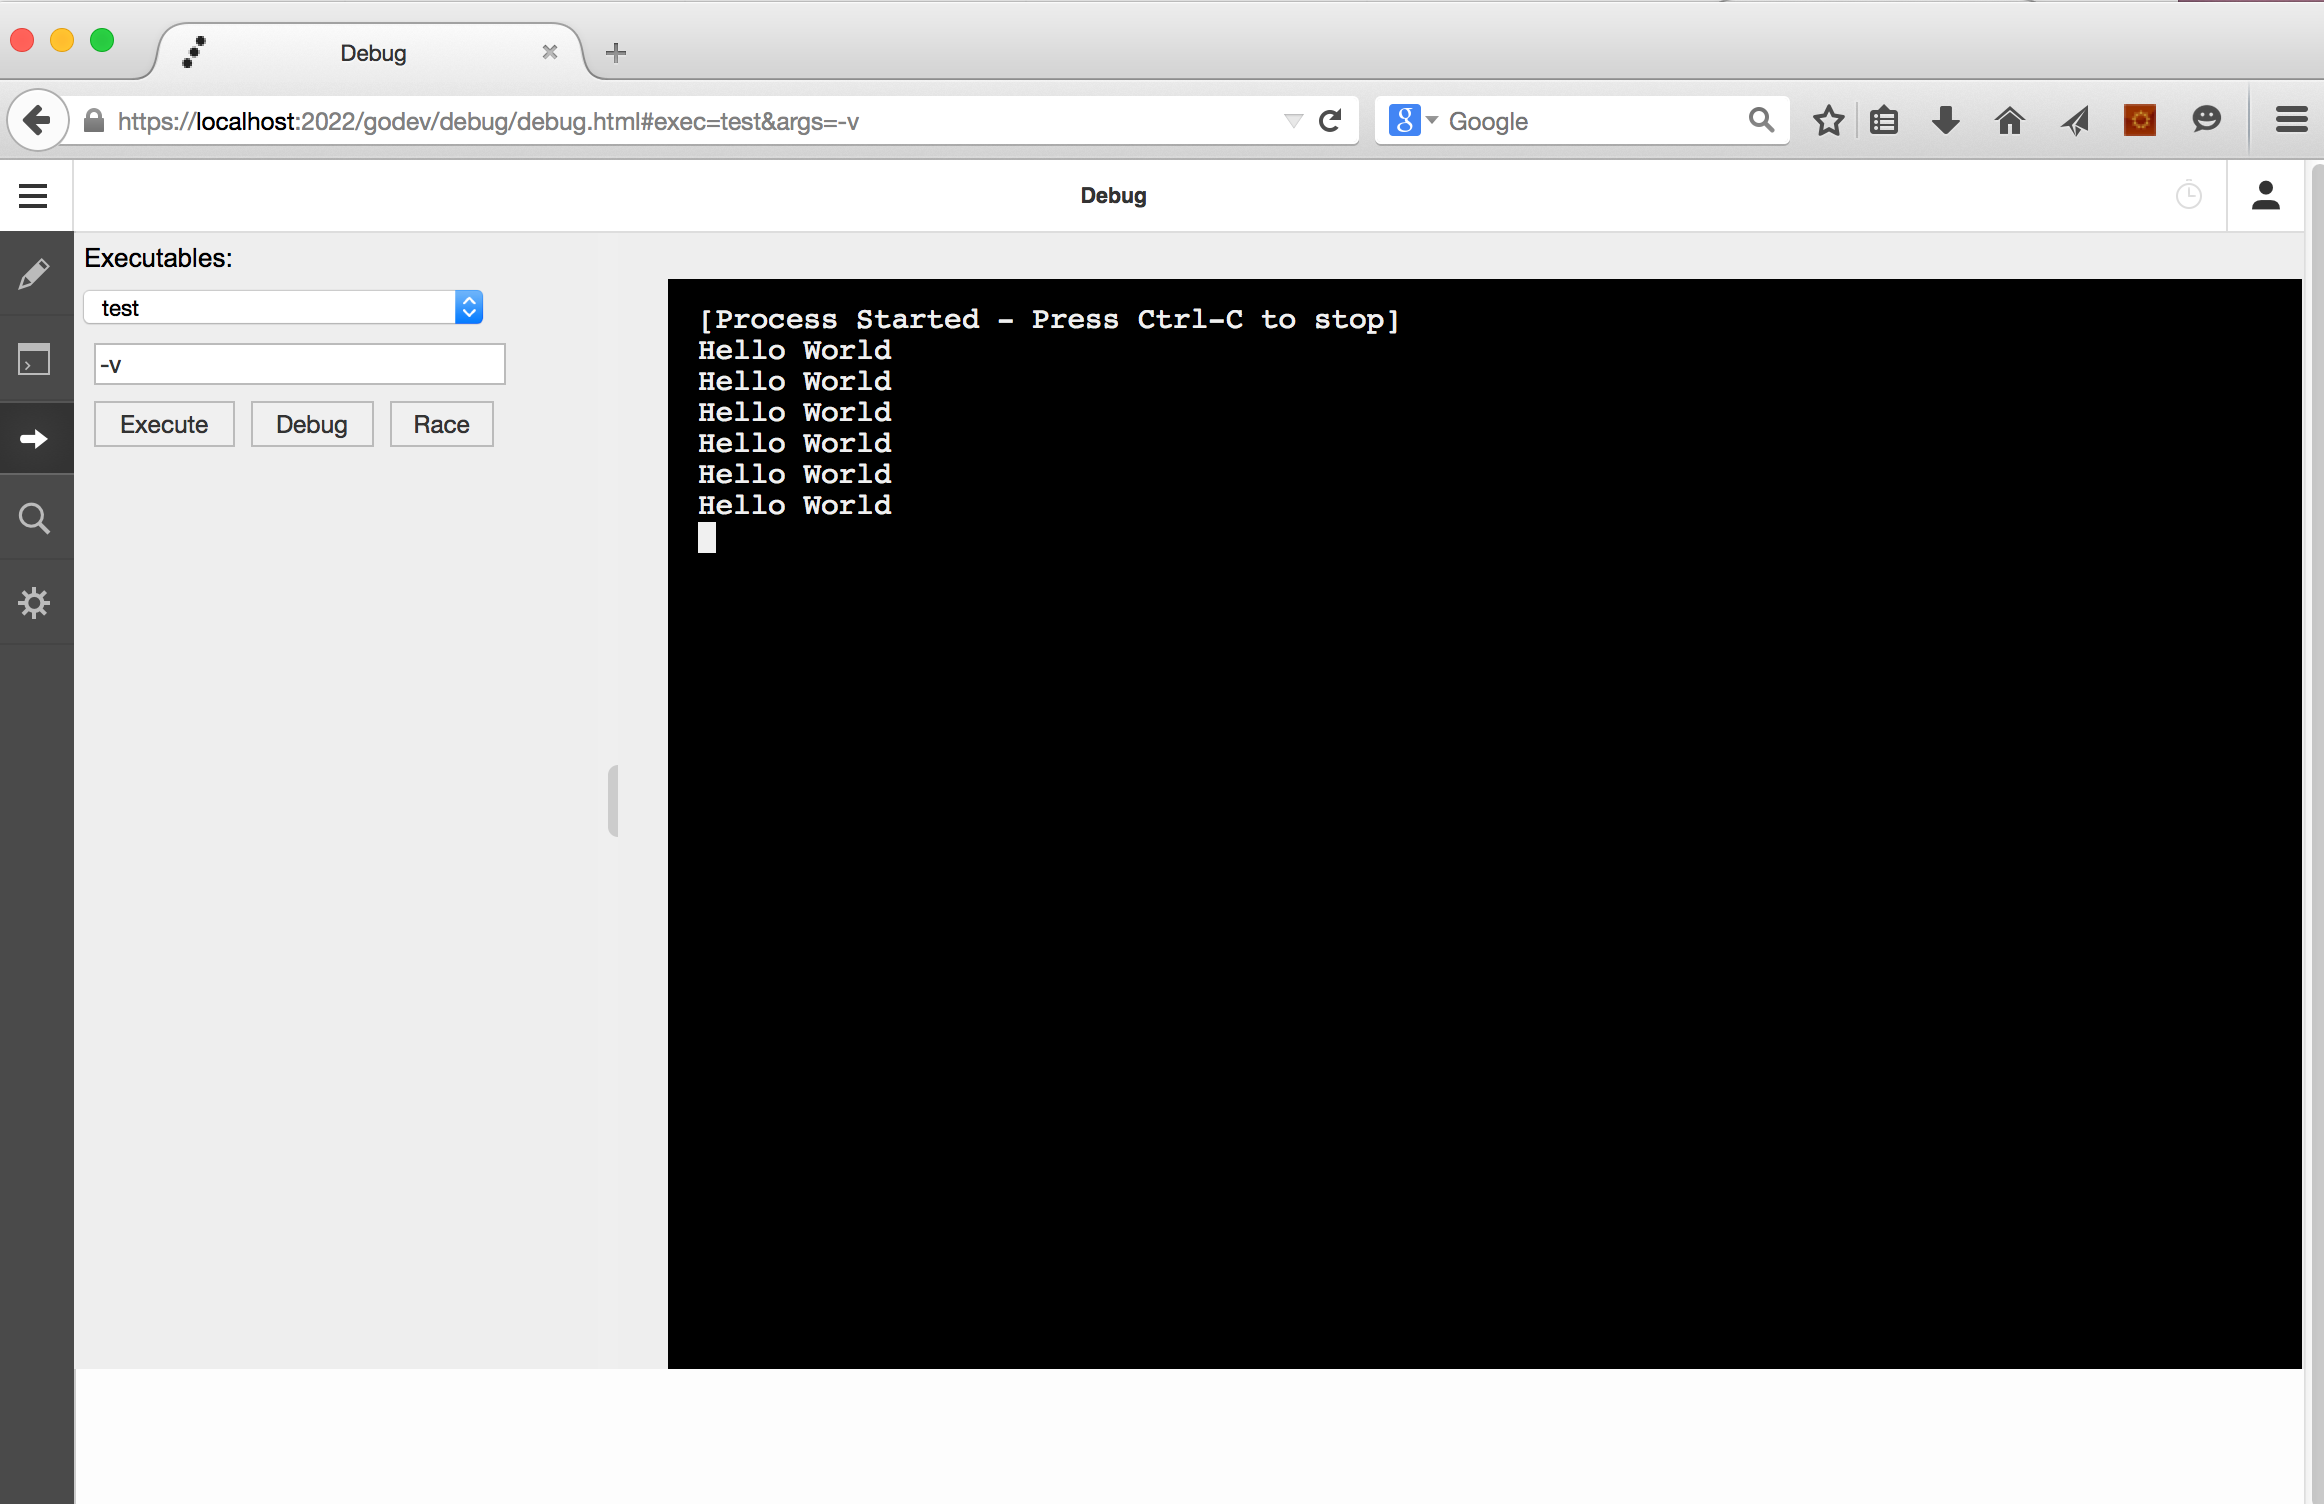 Debug
https://localhost:2022/godev/debug/debug.html#exec=test&args=-v
Google
Debug
Executables:
test
-v
Execute
Debug
Race
[Process Started - Press Ctrl-C to stop]
Hello World
Hello World
Hello World
Hello World
Hello World
Hello World